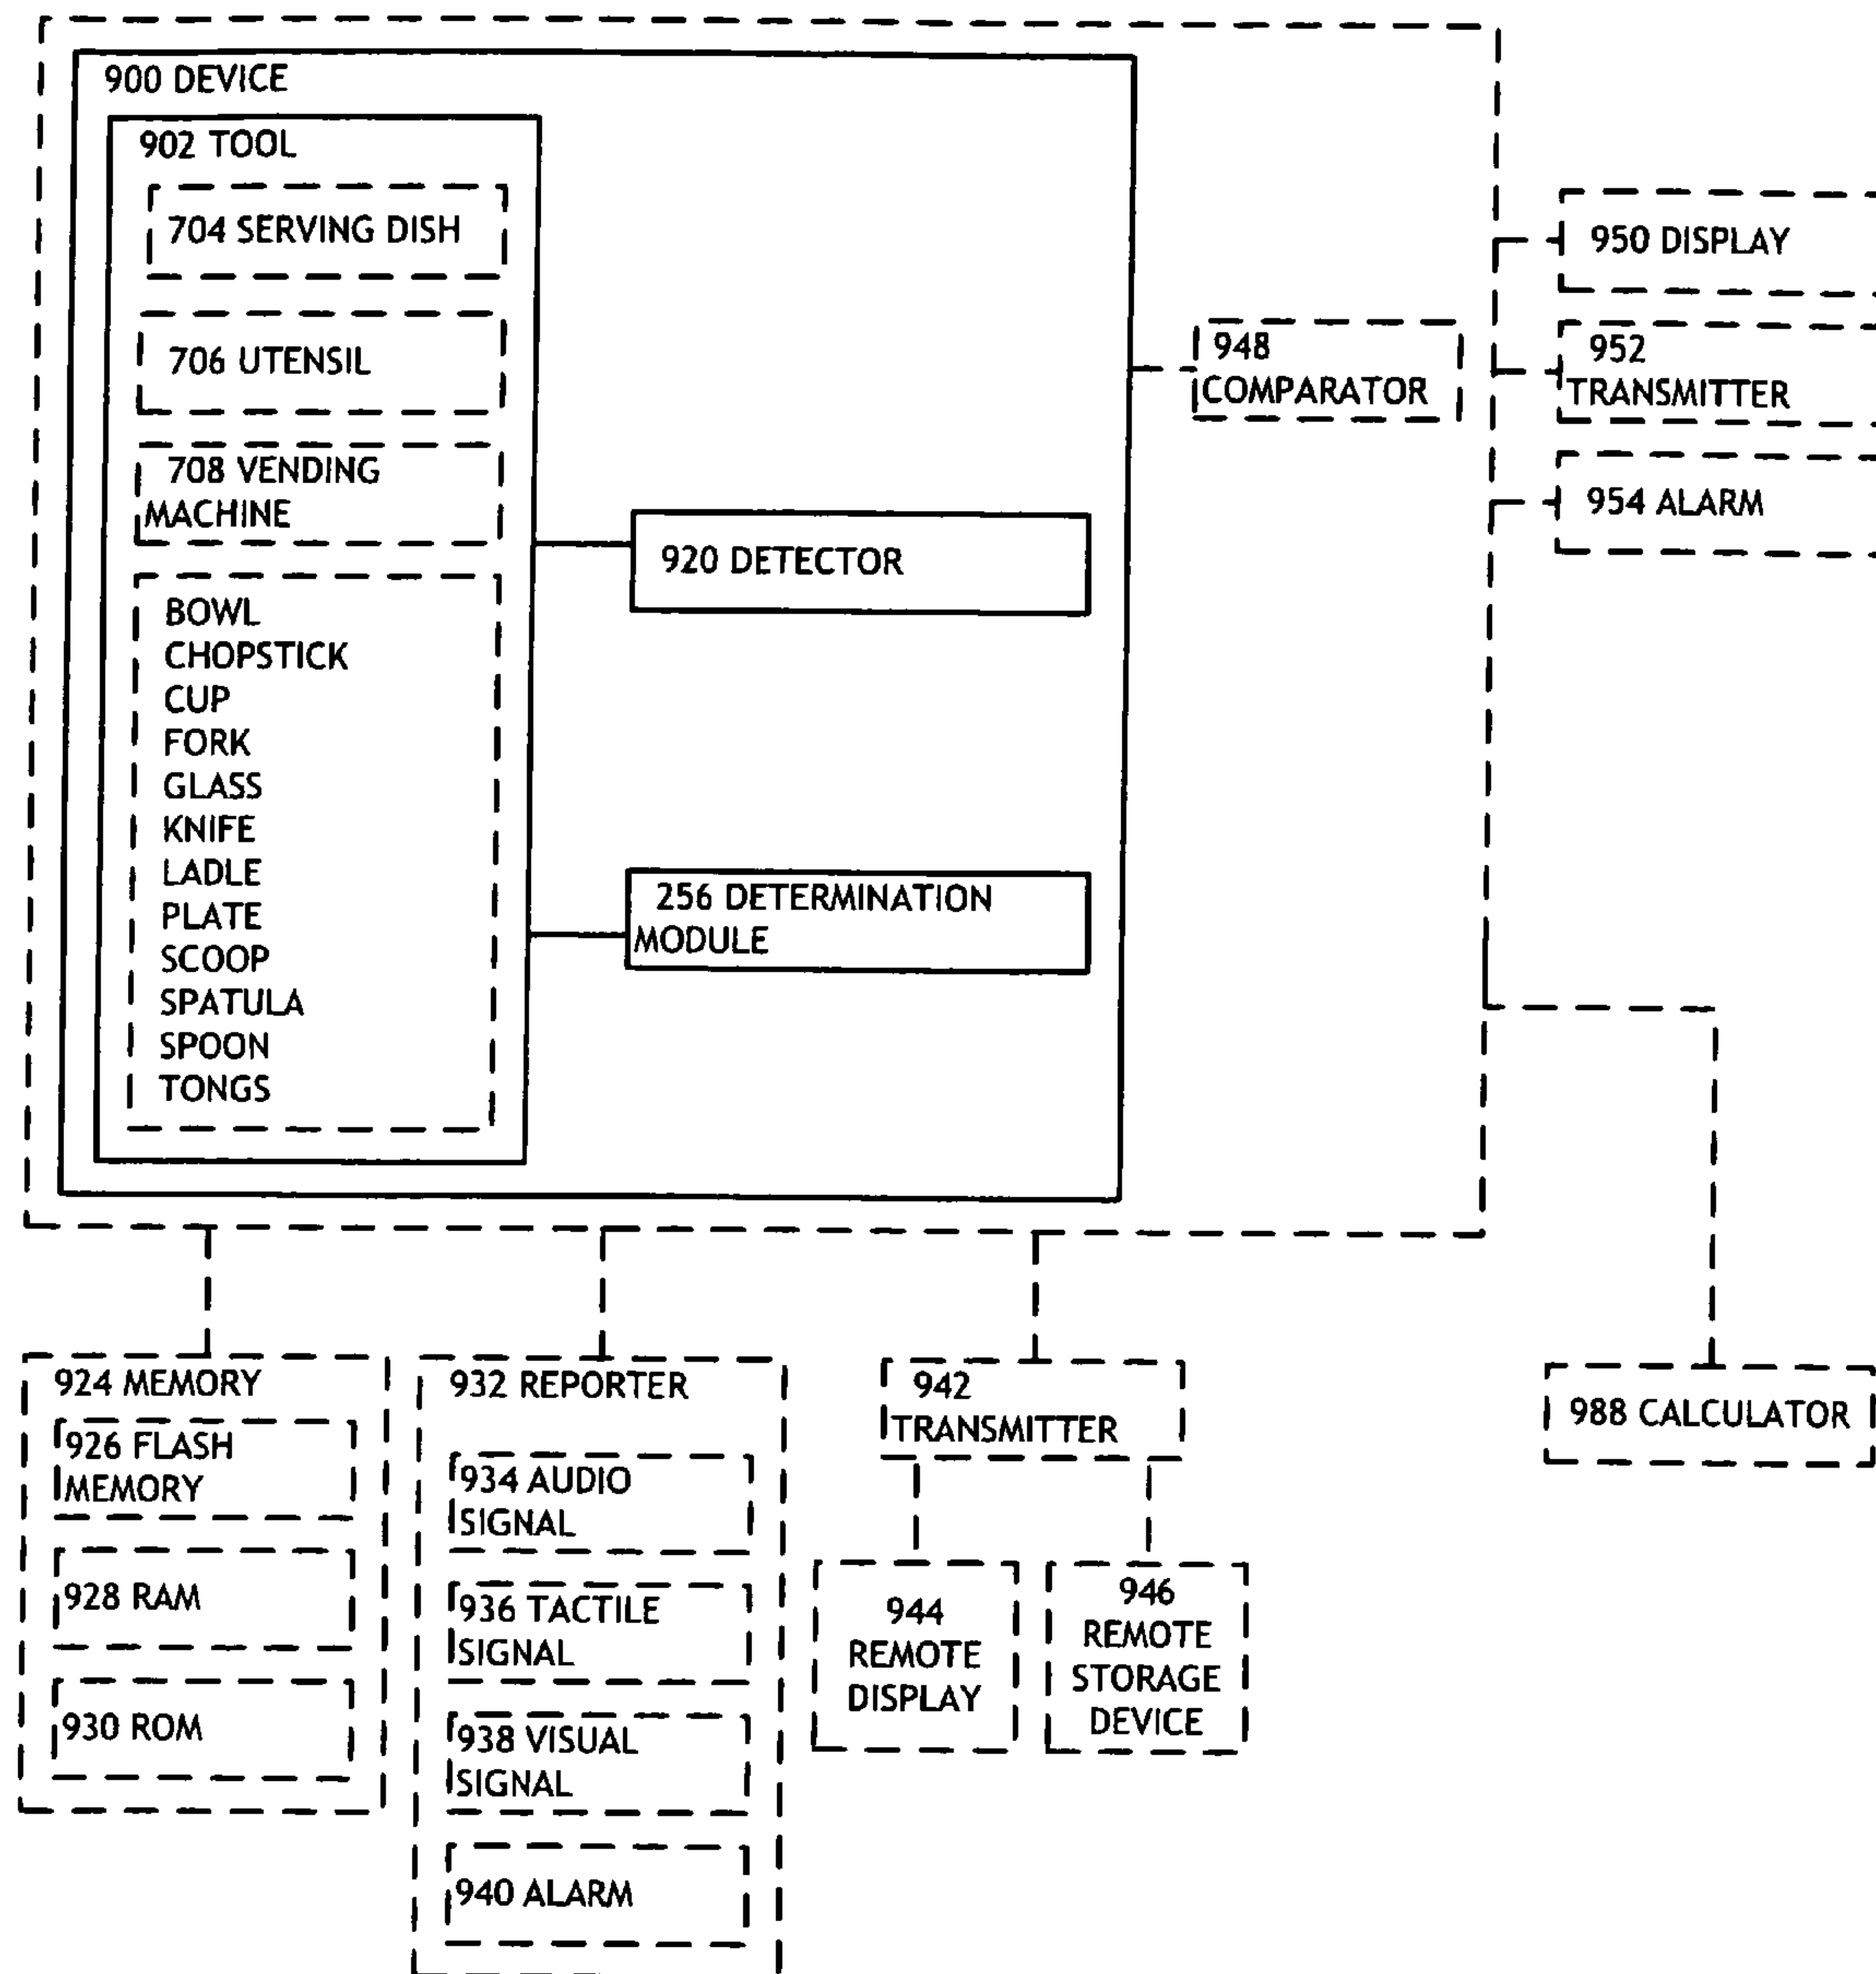 900 DEVICE
902 TOOL
704 SERVING DISH
706 UTENSIL
708 VENDING
MACHINE
BOWL
CHOPSTICK
CUP
FORK
GLASS
KNIFE
LADLE
PLATE
SCOOP
SPATULA
SPOON
TONGS
920 DETECTOR
256 DETERMINATION
MODULE
948
COMPARATOR
950 DISPLAY
952
TRANSMITTER
954 ALARM
924 MEMORY
926 FLASH
MEMORY
928 RAM
930 ROM
932 REPORTER
934 AUDIO
SIGNAL
936 TACTILE
SIGNAL
938 VISUAL
SIGNAL
940 ALARM
942
TRANSMITTER
944
REMOTE
DISPLAY
946
REMOTE
STORAGE
DEVICE
988 CALCULATOR